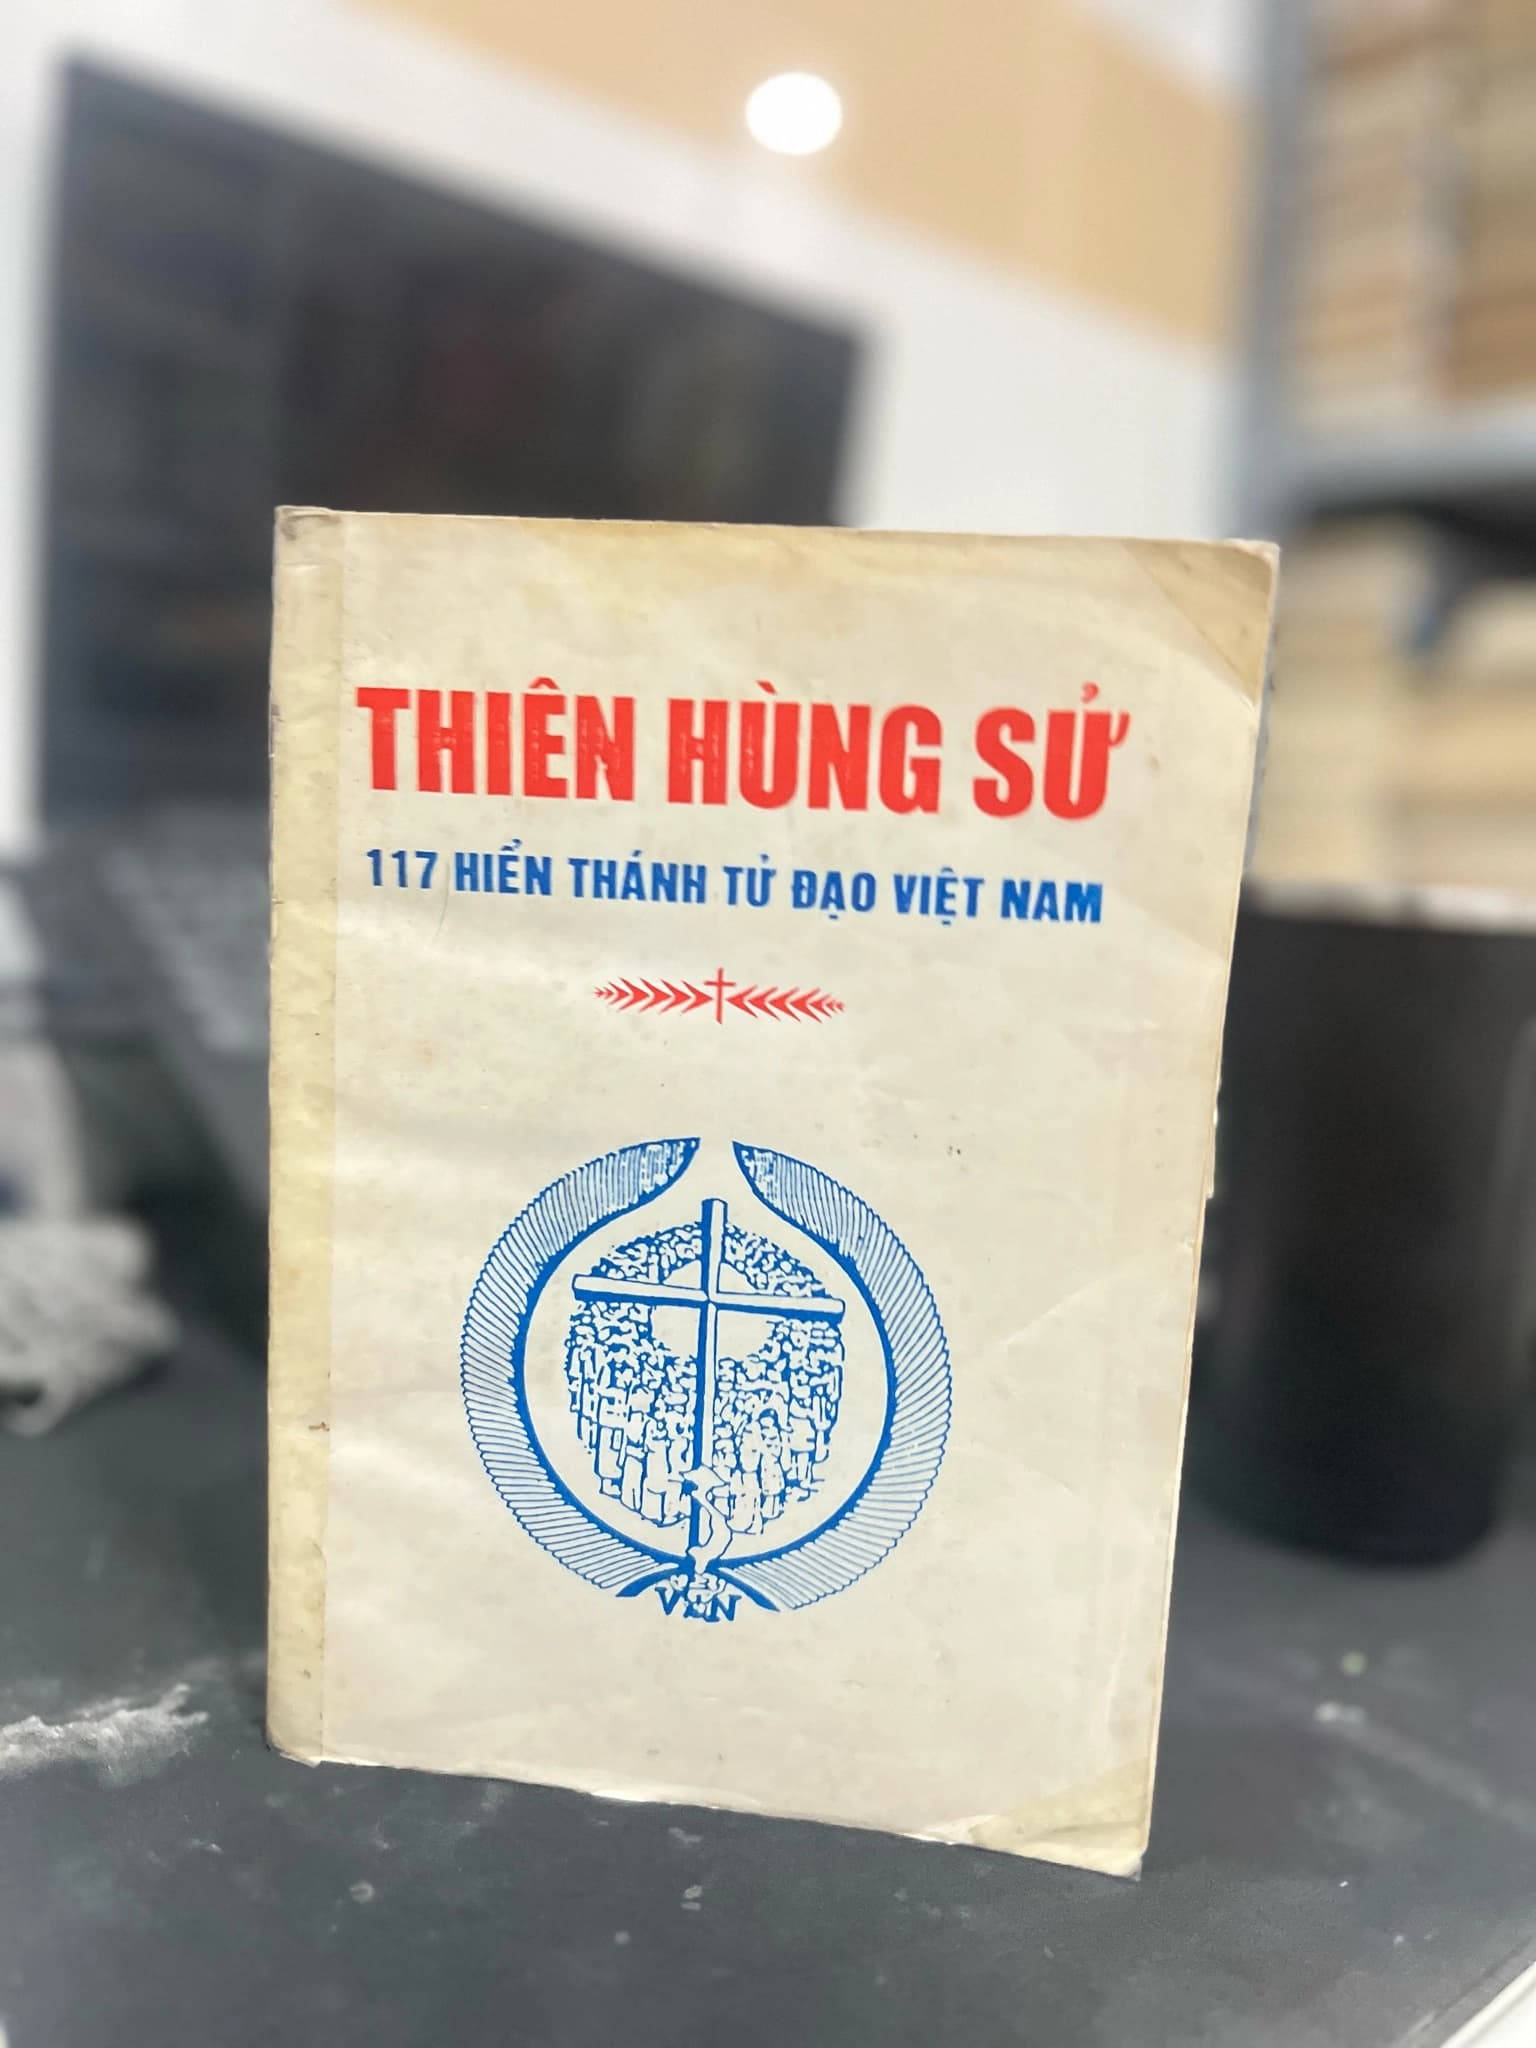 THIÊN HÙNG SỬ
117 HIỂN THÁNH TỬ ĐẠO VIỆT NAM
VN